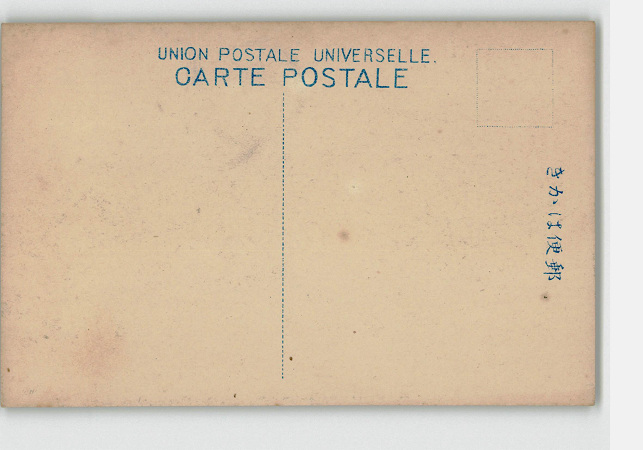 UNION POSTALE UNIVERSELLE.
CARTE POSTALE
きかは便郵